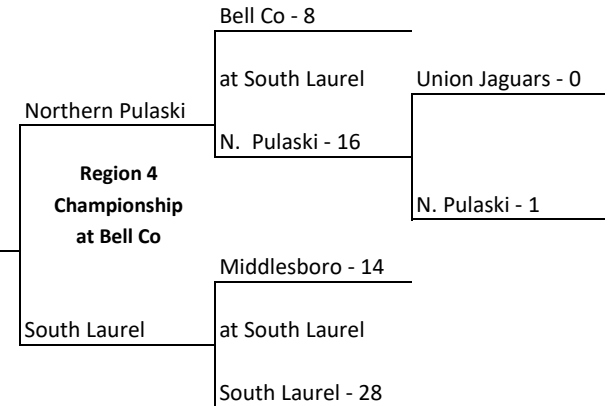 Bell Co - 8
at South Laurel
Union Jaguars - 0
Northern Pulaski
N.  Pulaski - 16
Region 4
Championship
at Bell Co
N. Pulaski - 1
Middlesboro - 14
South Laurel
at South Laurel
South Laurel - 28